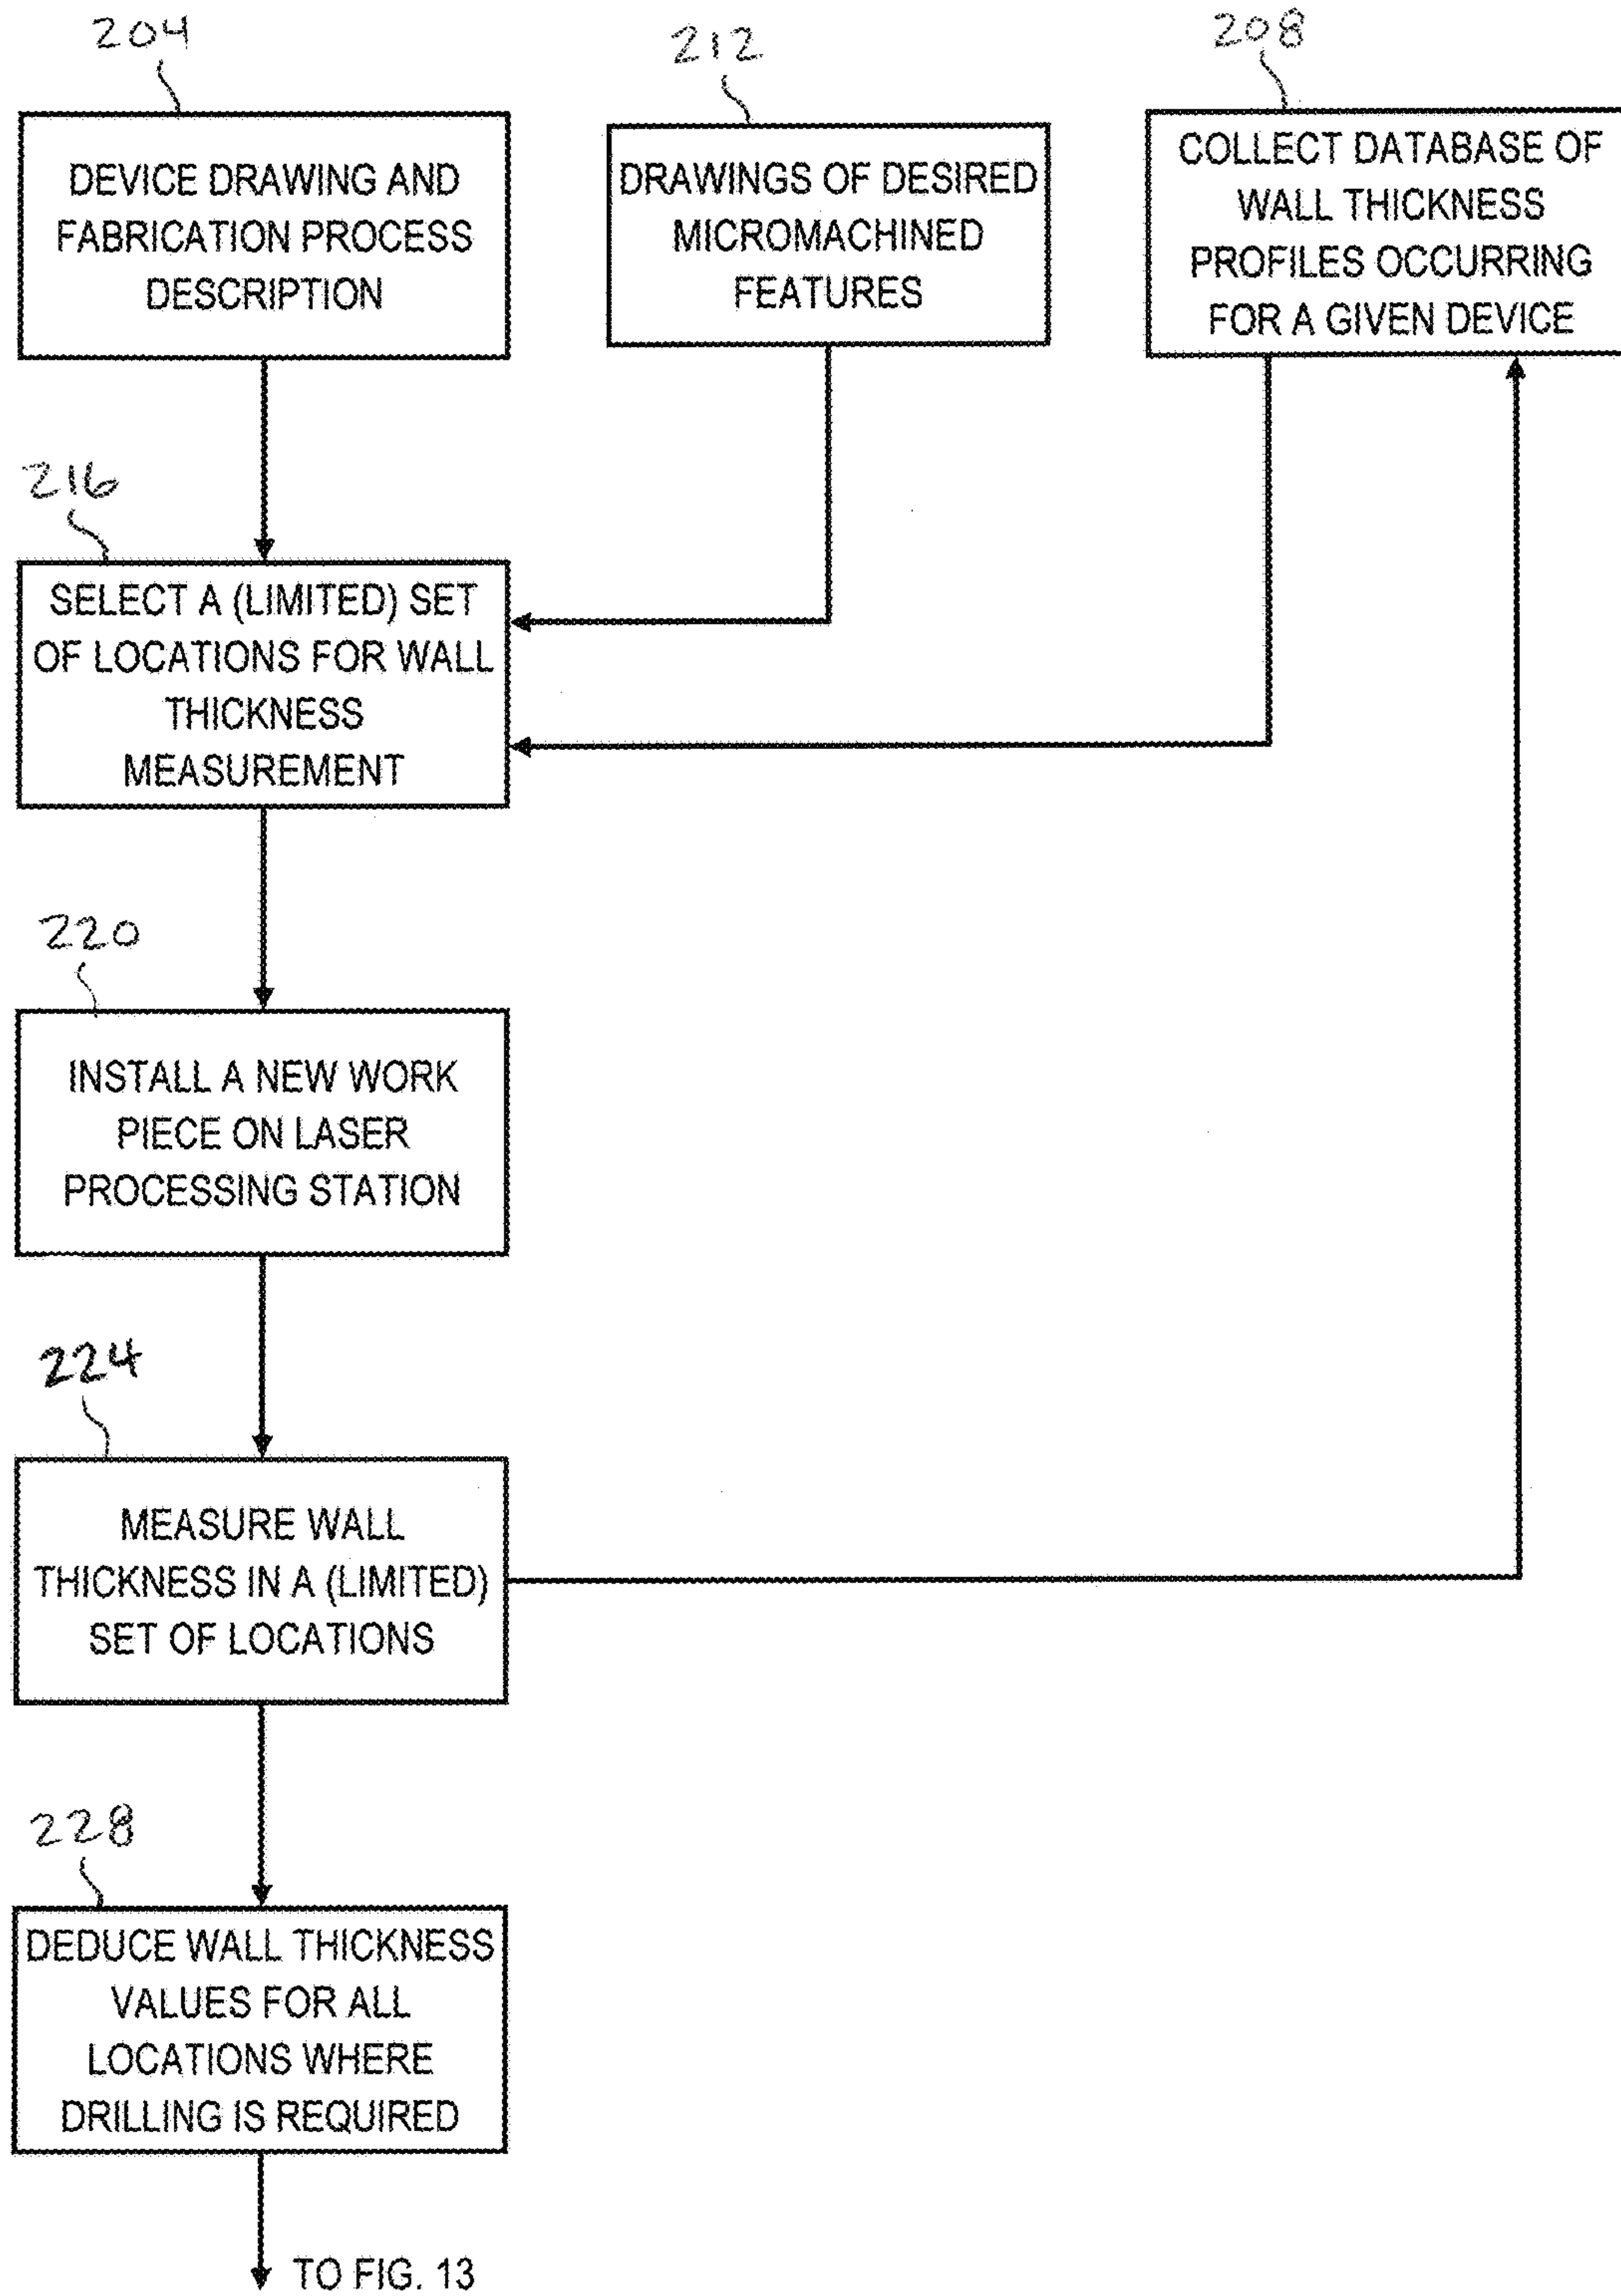 204
DEVICE DRAWING AND
FABRICATION PROCESS
DESCRIPTION
212
DRAWINGS OF DESIRED
MICROMACHINED
FEATURES
208
COLLECT DATABASE OF
WALL THICKNESS
PROFILES OCCURRING
FOR A GIVEN DEVICE
216
SELECT A (LIMITED) SET
OF LOCATIONS FOR WALL
THICKNESS
MEASUREMENT
220
INSTALL A NEW WORK
PIECE ON LASER
PROCESSING STATION
224
MEASURE WALL
THICKNESS IN A (LIMITED)
SET OF LOCATIONS
228
DEDUCE WALL THICKNESS
VALUES FOR ALL
LOCATIONS WHERE
DRILLING IS REQUIRED
TO FIG. 13